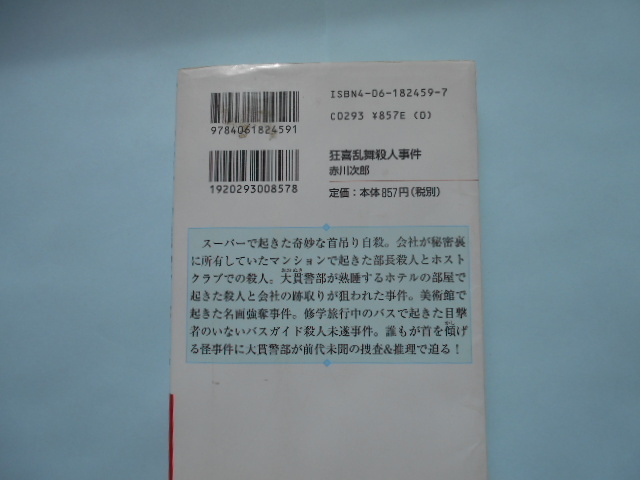 9784061824591
1920293008578
ISBN4-06-182459-7
C0293 ¥857E (0)
狂喜乱舞殺人事件
赤川次郎
定価：本体857円（税別）
スーパーで起きた奇妙な首吊り自殺。会社が秘密裏
に所有していたマンションで起きた部長殺人とホスト
クラブでの殺人。大貫警部が熟睡するホテルの部屋で
起きた殺人と会社の跡取りが狙われた事件。美術館で
起きた名画強奪事件。修学旅行中のバスで起きた目撃
者のいないバスガイド殺人未遂事件。誰もが首を傾げ
る怪事件に大貫警部が前代未聞の捜査&推理で迫る！